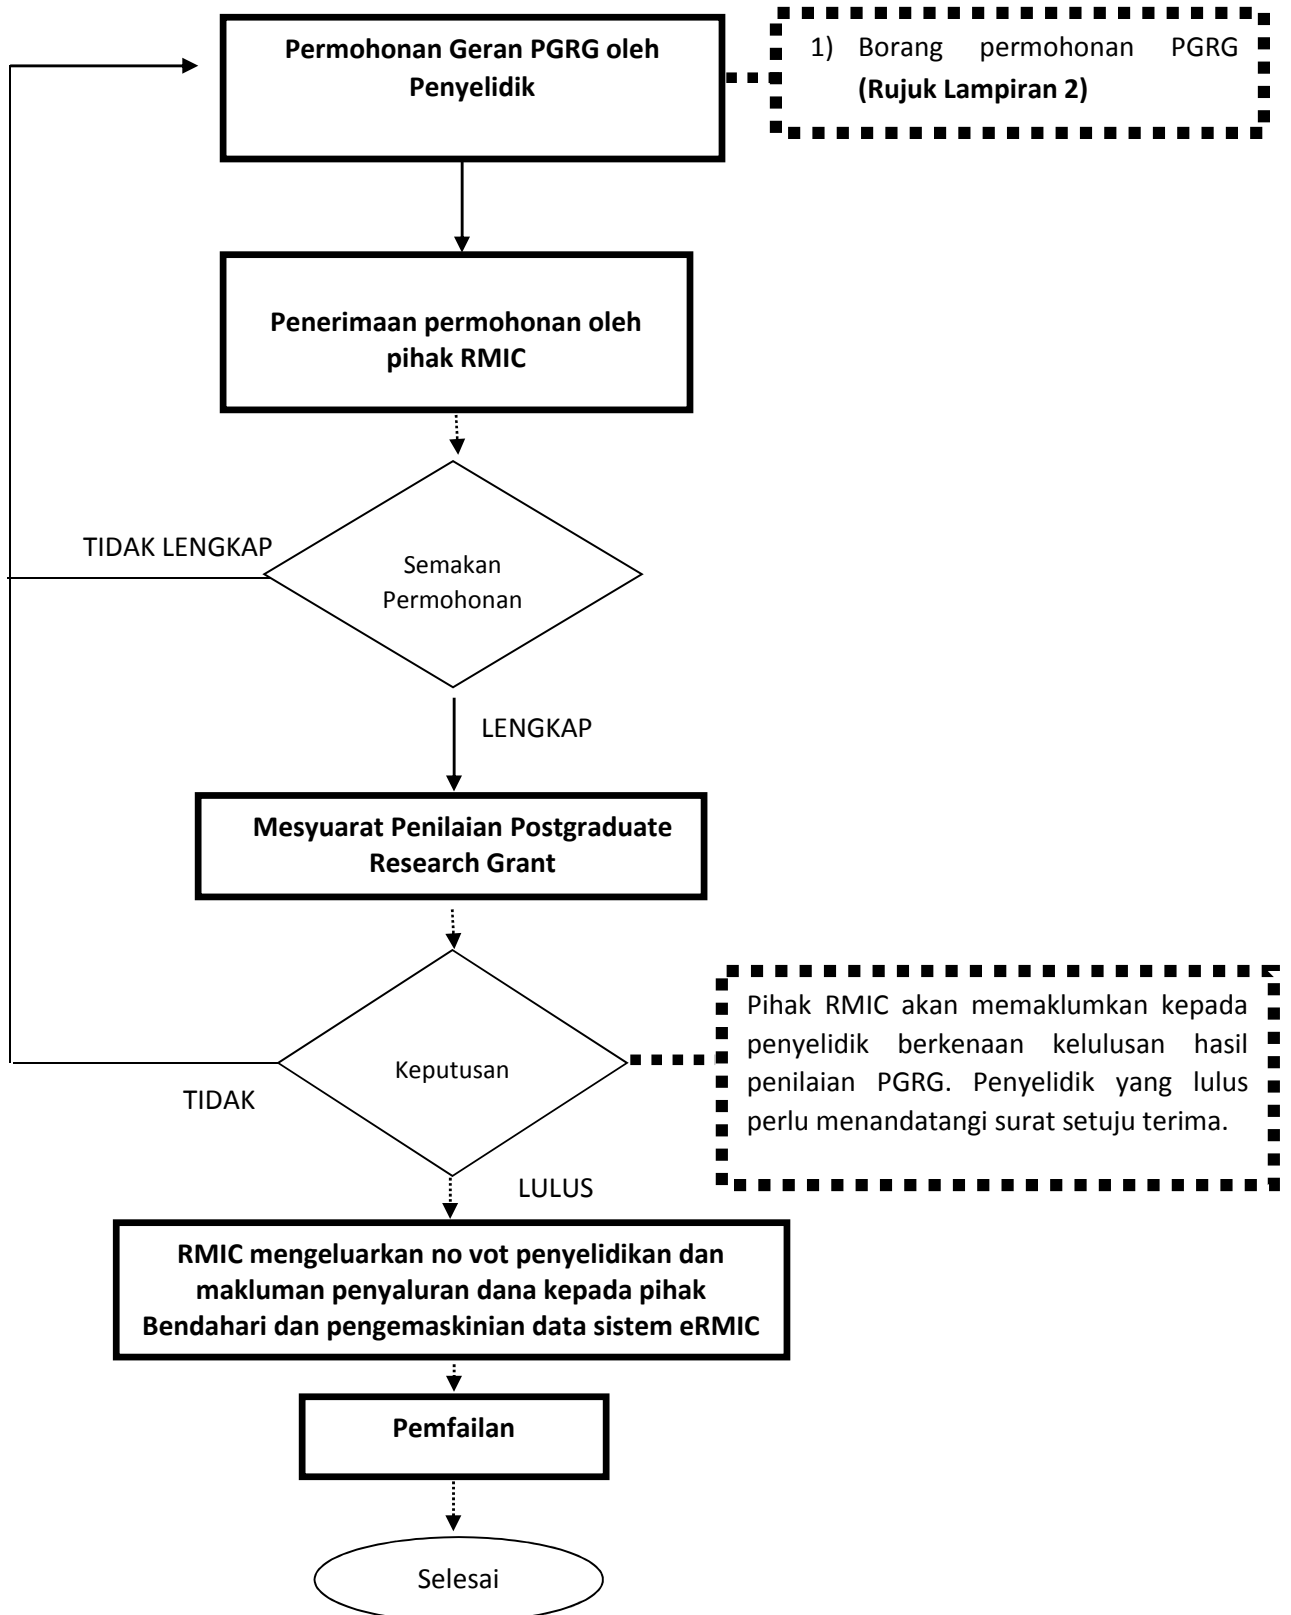 Permohonan Geran PGRG oleh
Penyelidik
1) Borang permohonan PGRG
(Rujuk Lampiran 2)
Penerimaan permohonan oleh
pihak RMIC
TIDAK LENGKAP
Semakan
Permohonan
LENGKAP
Mesyuarat Penilaian Postgraduate
Research Grant
Keputusan
TIDAK
Pihak RMIC akan memaklumkan kepada
penyelidik berkenaan kelulusan hasil
penilaian PGRG. Penyelidik yang lulus
perlu menandatangi surat setuju terima.
LULUS
RMIC mengeluarkan no vot penyelidikan dan
makluman penyaluran dana kepada pihak
Bendahari dan pengemaskinian data sistem eRMIC
Pemfailan
Selesai